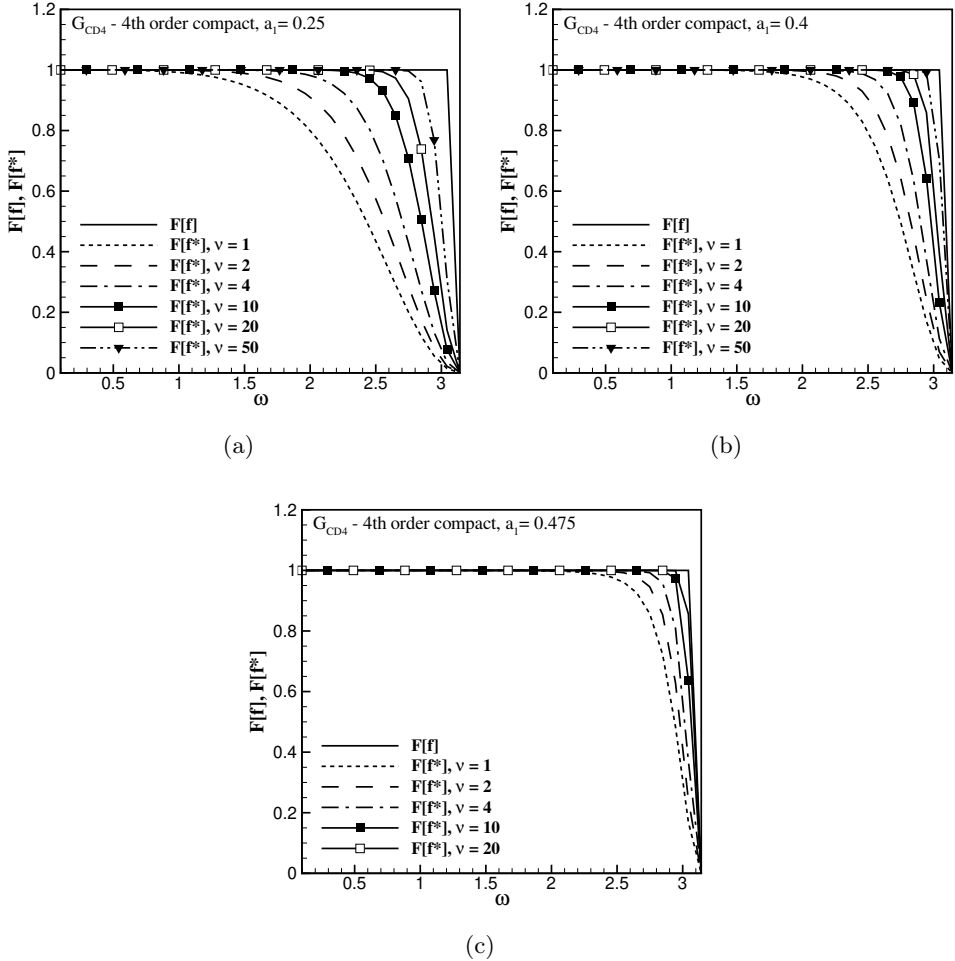 G_CD4 - 4th order compact, a_1= 0.25
F[f], F[f*]
1.2
1
0.8
0.6
0.4
0.2
0
F[f]
F[f*], ν = 1
F[f*], ν = 2
F[f*], ν = 4
F[f*], ν = 10
F[f*], ν = 20
F[f*], ν = 50
0.5 1 1.5 2 2.5 3
ω
(a)
G_CD4 - 4th order compact, a_1= 0.4
F[f], F[f*]
1.2
1
0.8
0.6
0.4
0.2
0
F[f]
F[f*], ν = 1
F[f*], ν = 2
F[f*], ν = 4
F[f*], ν = 10
F[f*], ν = 20
F[f*], ν = 50
0.5 1 1.5 2 2.5 3
ω
(b)
G_CD4 - 4th order compact, a_1= 0.475
F[f], F[f*]
1.2
1
0.8
0.6
0.4
0.2
0
F[f]
F[f*], ν = 1
F[f*], ν = 2
F[f*], ν = 4
F[f*], ν = 10
F[f*], ν = 20
0.5 1 1.5 2 2.5 3
ω
(c)